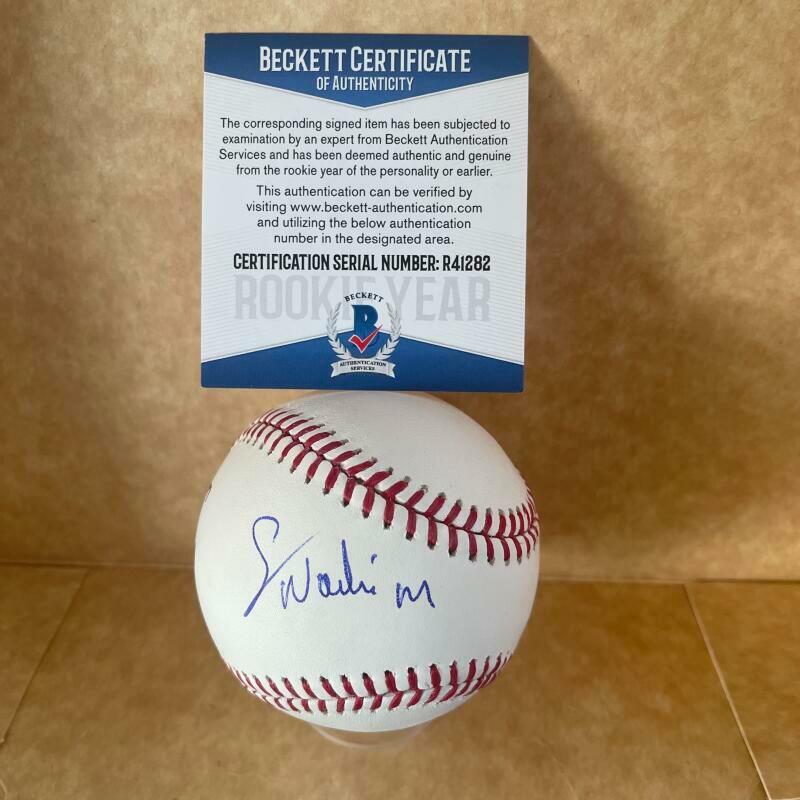 BECKETT CERTIFICATE
OF AUTHENTICITY
The corresponding signed item has been subjected to
examination by an expert from Beckett Authentication
Services and has been deemed authentic and genuine
from the rookie year of the personality or earlier.
This authentication can be verified by
visiting www.beckett-authentication.com
and utilizing the below authentication
number in the designated area.
CERTIFICATION SERIAL NUMBER: R41282
ROOKIE YEAR
BECKETT
B
AUTHENTICATION
SERVICES